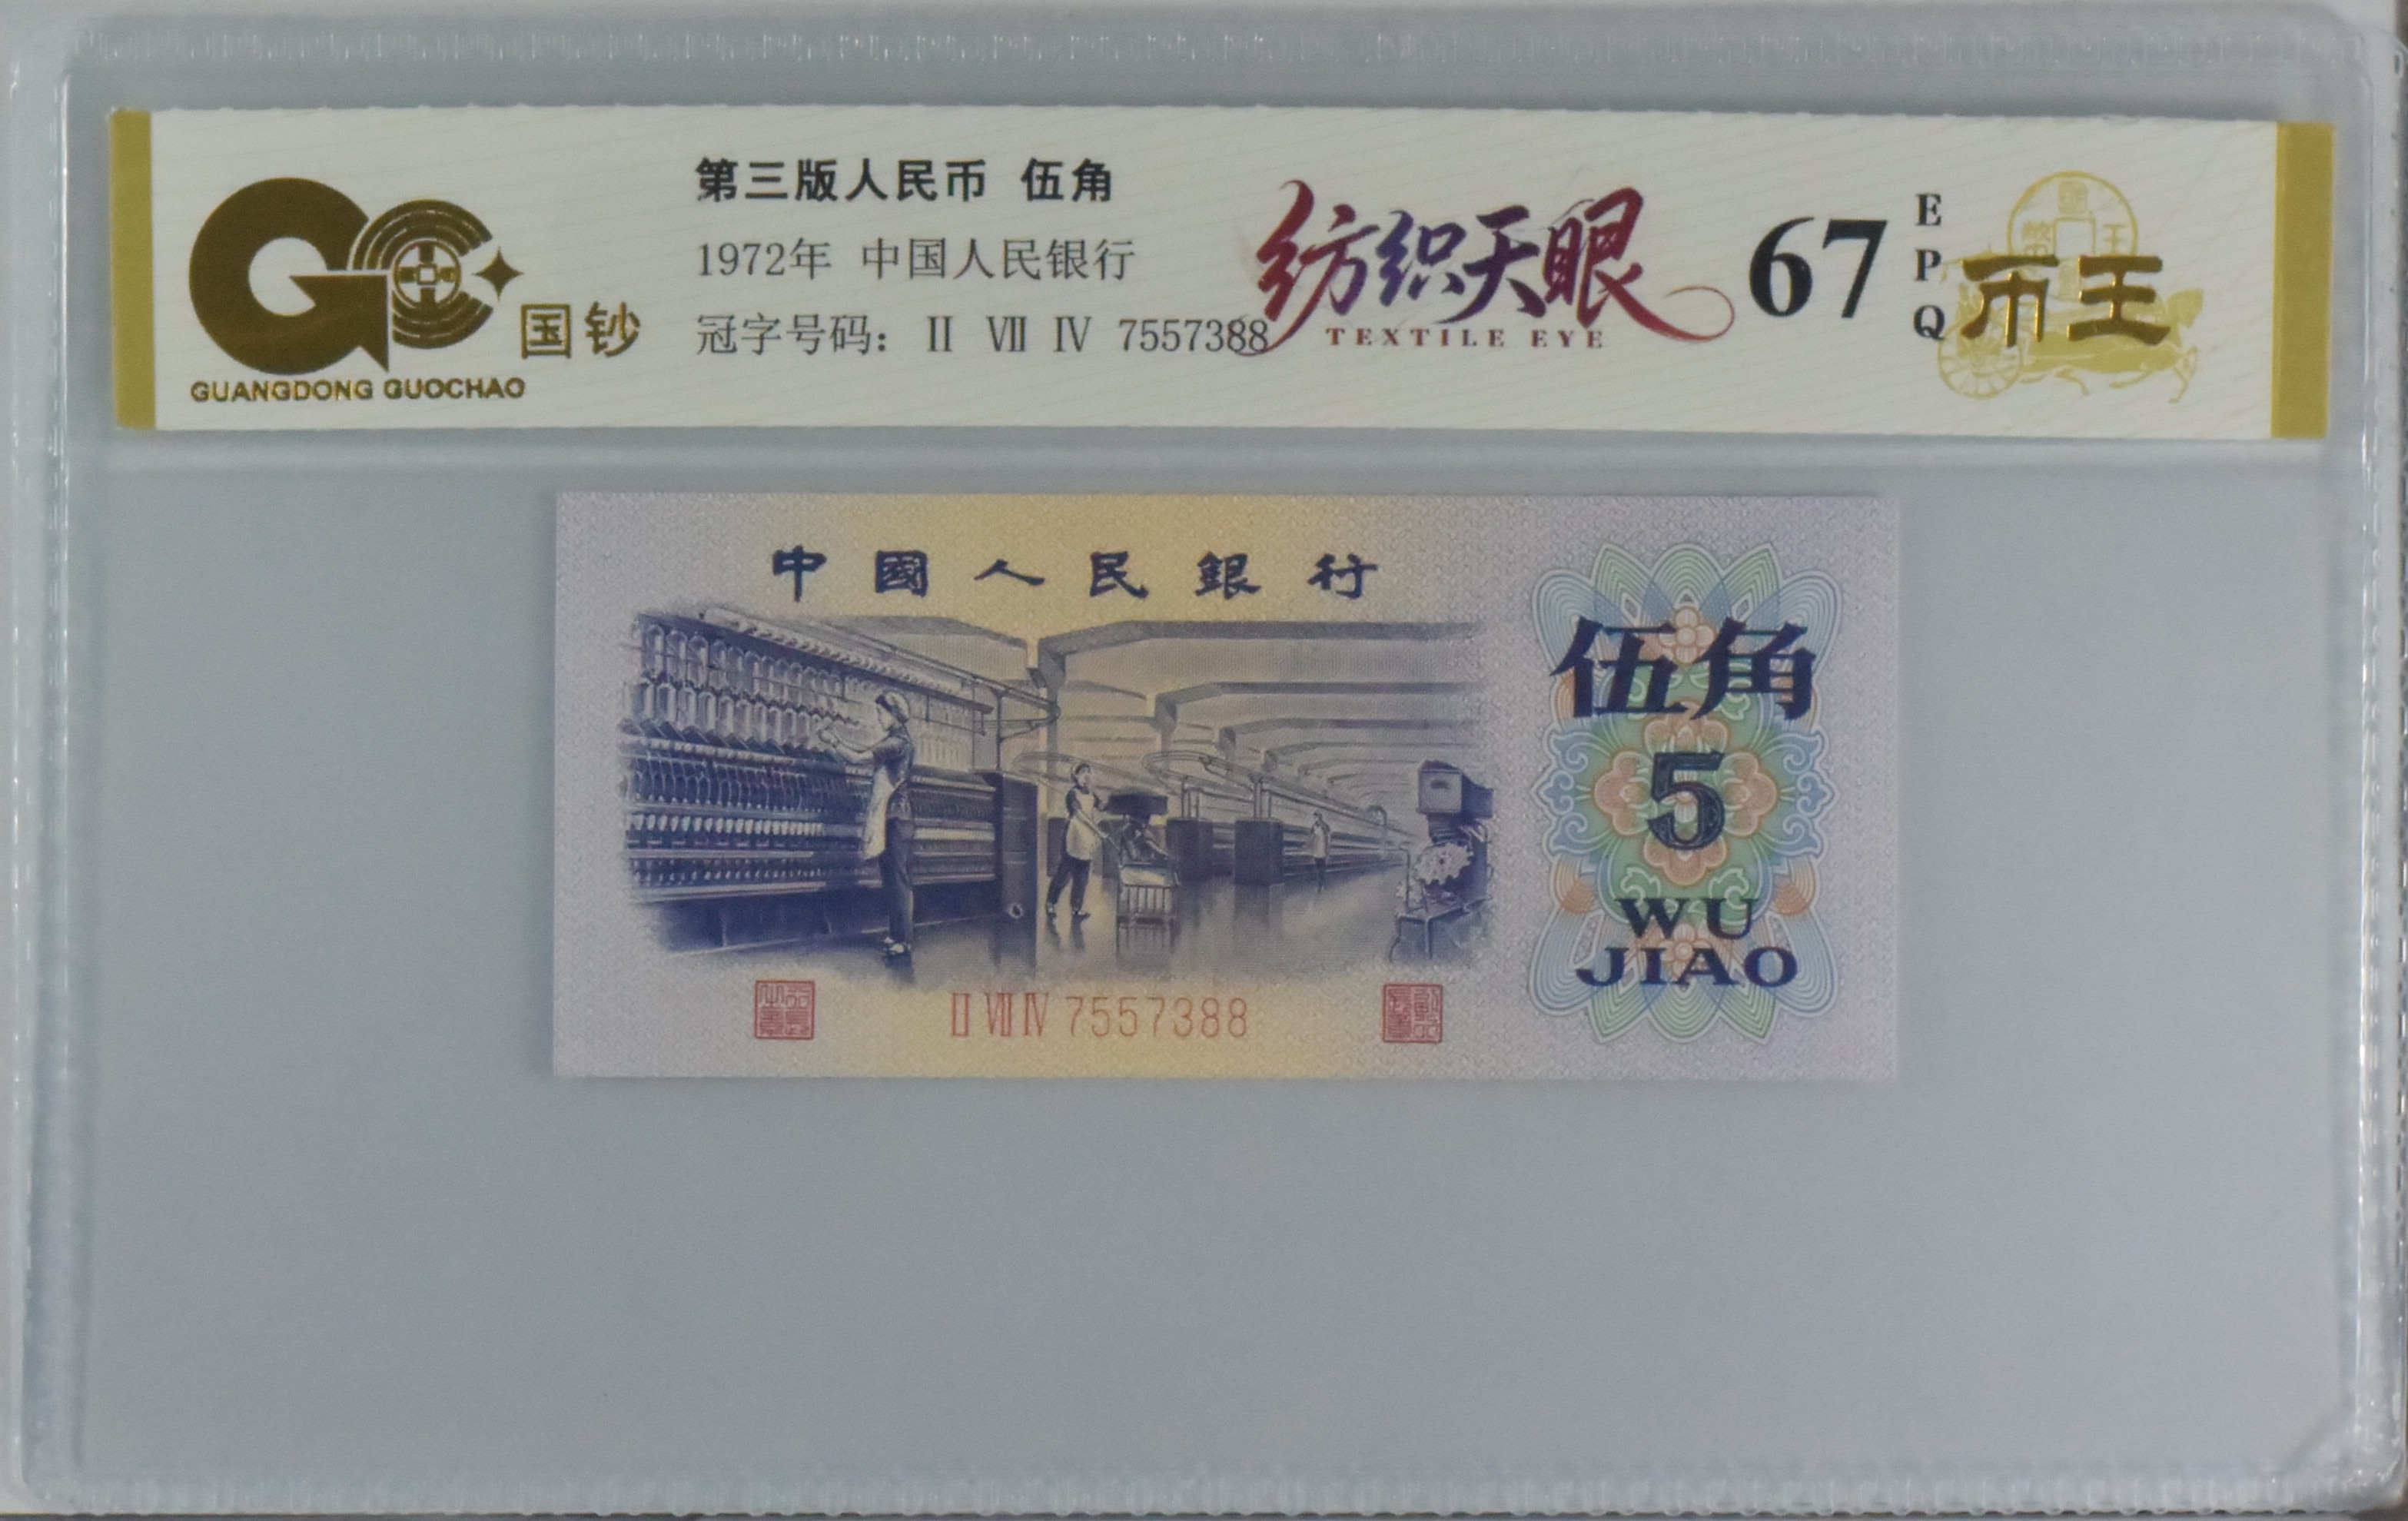 第三版人民币 伍角
1972年 中国人民银行
冠字号码: Ⅱ Ⅶ Ⅳ 7557388
国钞
GUANGDONG GUOCHAO
纺织天眼
TEXTILE EYE
67
EPQ
币王
中國人民銀行
伍角
5
WU
JIAO
Ⅱ Ⅶ Ⅳ 7557388